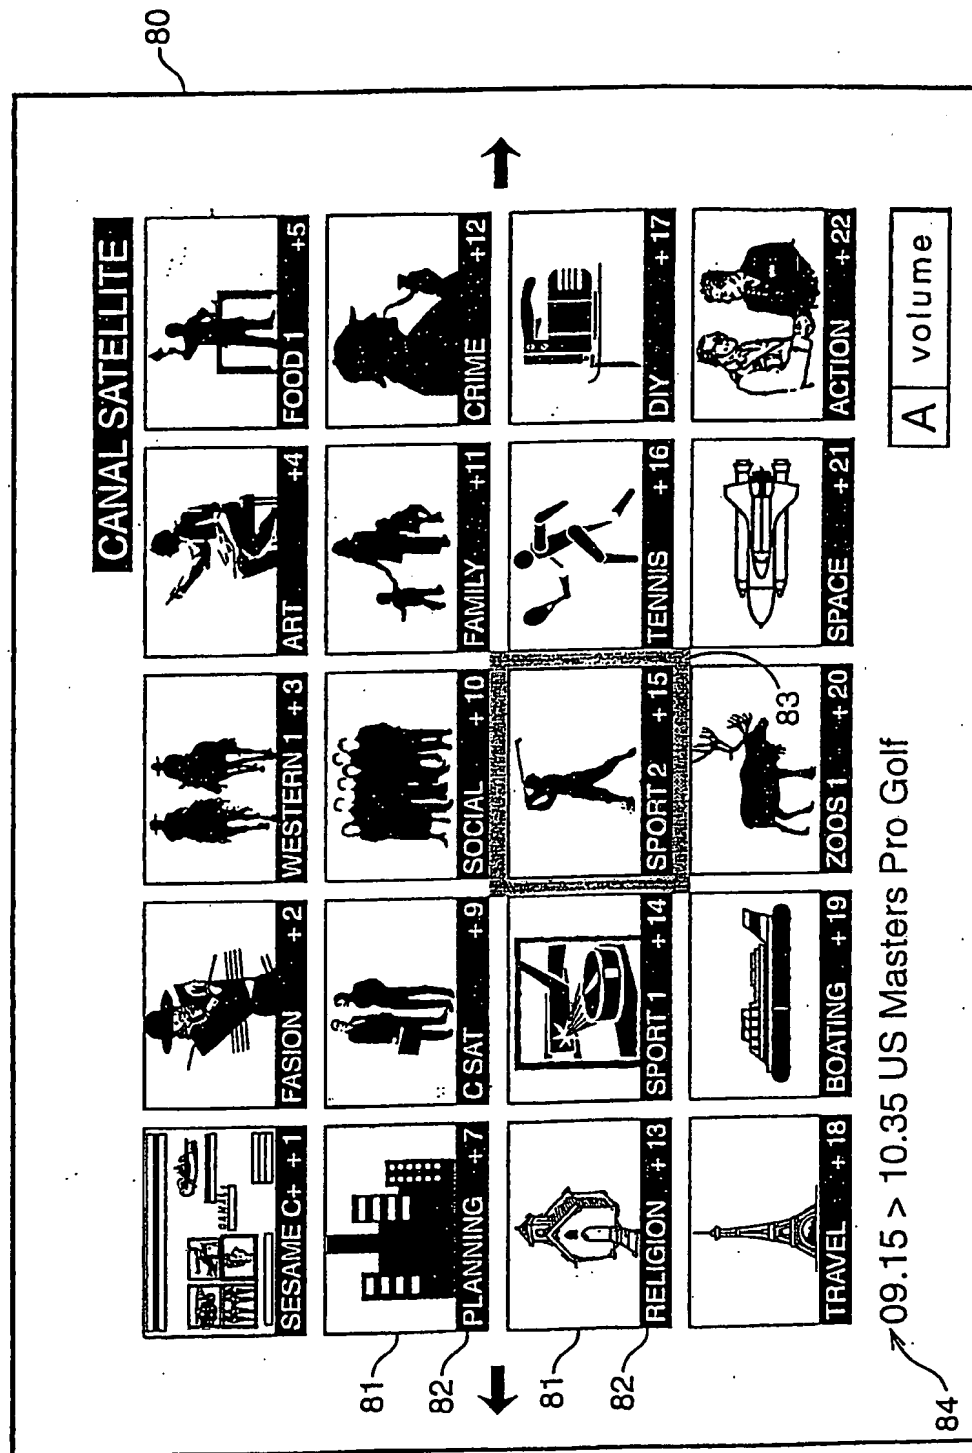 80
CANAL SATELLITE
SESAME C+ +1
FASION +2
WESTERN 1 +3
ART +4
FOOD 1 +5
81
82
PLANNING +7
C SAT +9
SOCIAL +10
FAMILY +11
CRIME +12
81
82
RELIGION +13
SPORT 1 +14
SPORT 2 +15
TENNIS +16
DIY +17
83
TRAVEL +18
BOATING +19
ZOOS 1 +20
SPACE +21
ACTION +22
84
09.15 > 10.35 US Masters Pro Golf
A volume